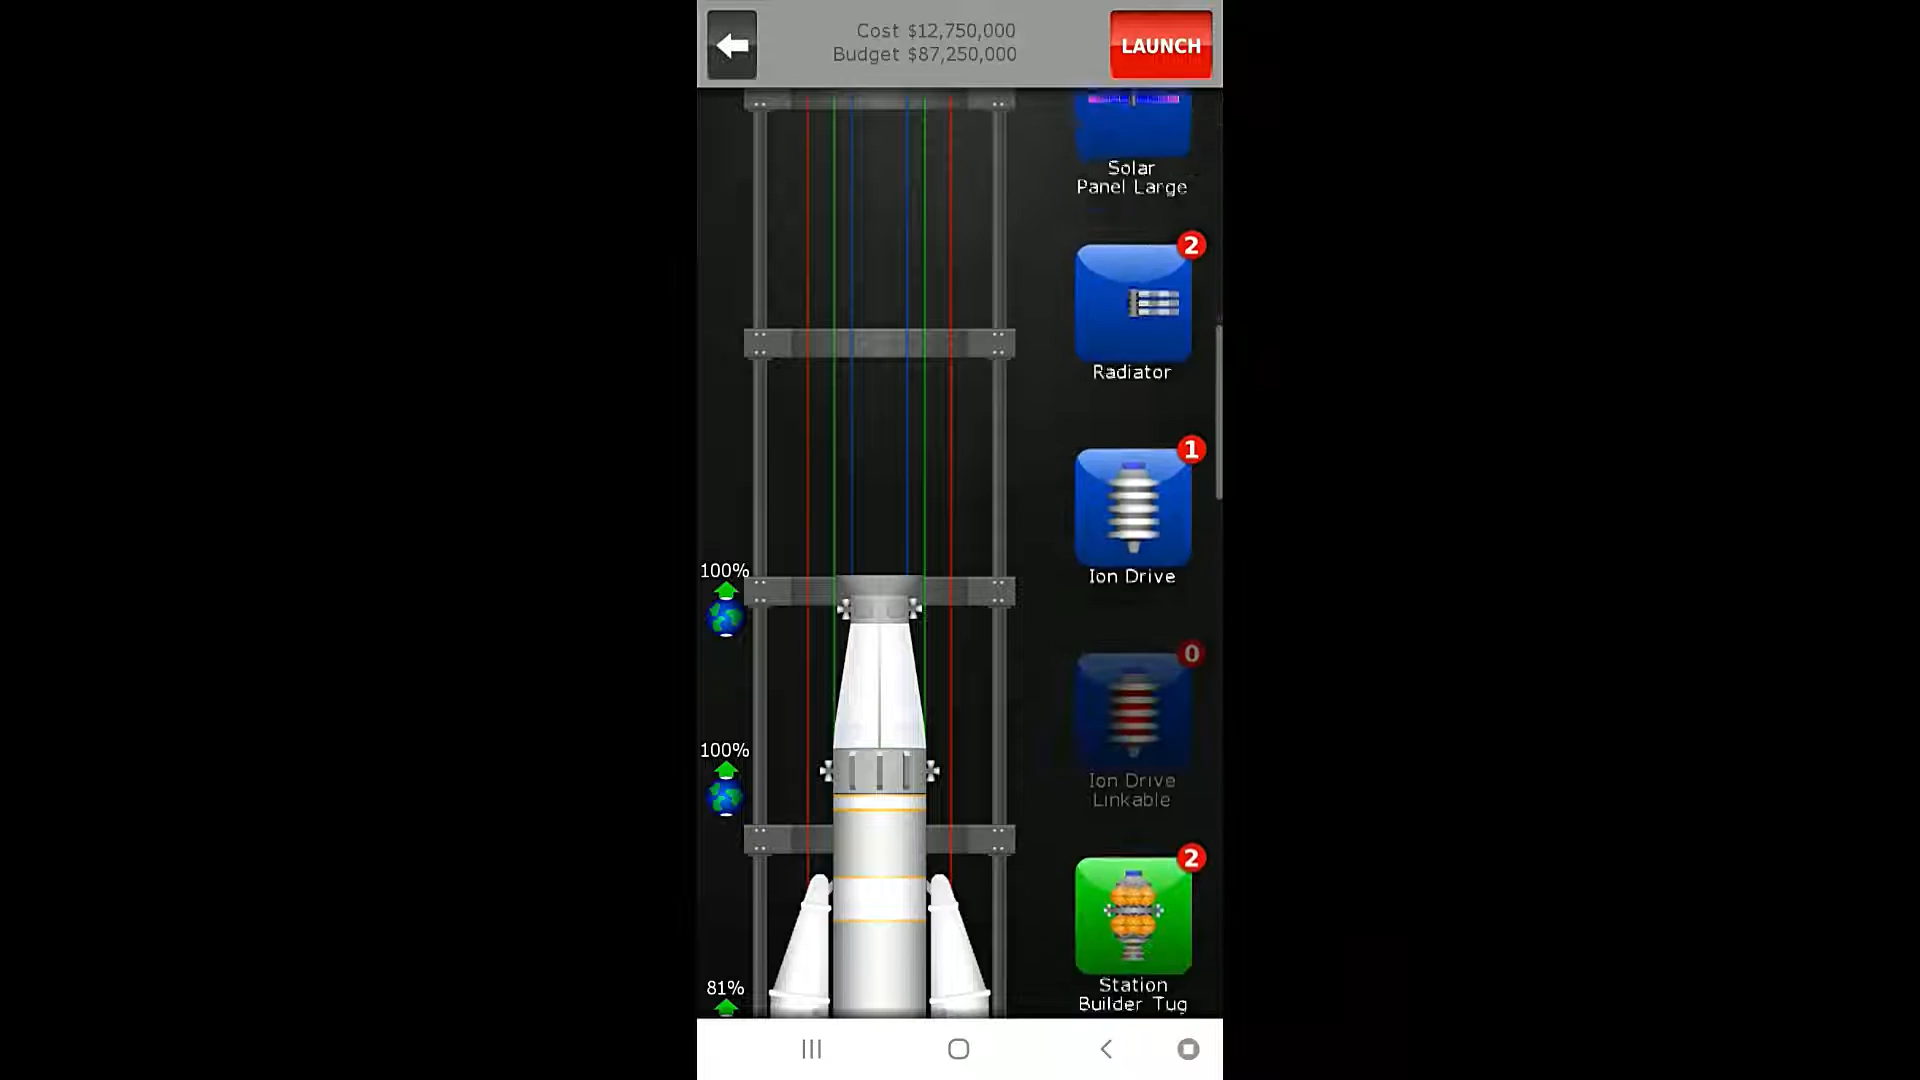 Cost $12,750,000
Budget $87,250,000
LAUNCH
Solar
Panel Large
2
Radiator
1
Ion Drive
100%
0
Ion Drive
Linkable
100%
2
Station
Builder Tug
81%